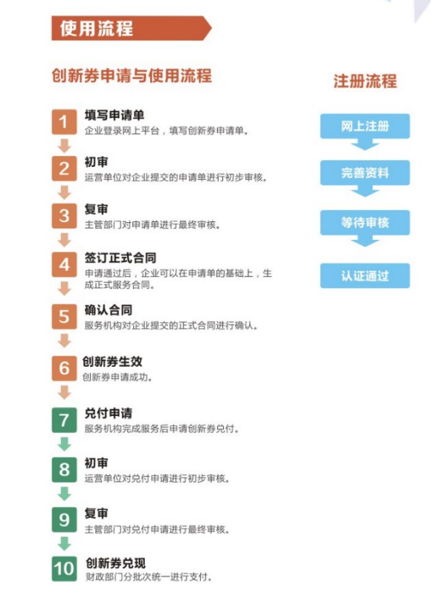 使用流程
创新券申请与使用流程
1
填写申请单
企业登录网上平台，填写创新券申请单。
2
初审
运营单位对企业提交的申请单进行初步审核。
3
复审
主管部门对申请单进行最终审核。
4
签订正式合同
申请通过后，企业可以在申请单的基础上，生
成正式服务合同。
5
确认合同
服务机构对企业提交的正式合同进行确认。
6
创新券生效
创新券申请成功。
7
兑付申请
服务机构完成服务后申请创新券兑付。
8
初审
运营单位对兑付申请进行初步审核。
9
复审
主管部门对兑付申请进行最终审核。
10
创新券兑现
财政部门分批次统一进行支付。
注册流程
网上注册
完善资料
等待审核
认证通过